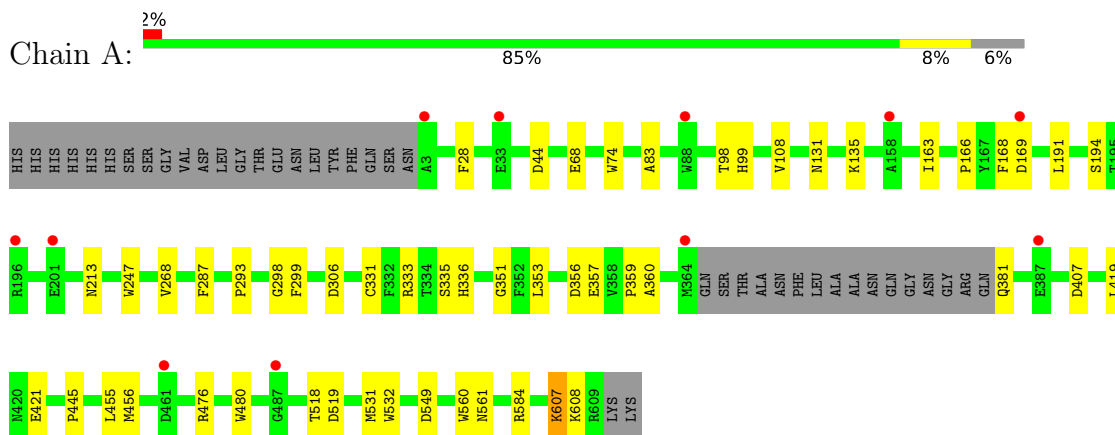 2%
Chain A:
85% 8% 6%
HIS HIS HIS HIS HIS HIS SER SER GLY VAL ASP LEU GLY THR GLU ASN LEU TYR PHE GLN SER ASN A3 F28 E33 D44 E68 W74 A83 W88 T98 H99 V108 N131 K135 A158 I163 P166 Y167 F168 D169 L191 S194 T195
R196 E201 N213 W247 V268 F287 P293 G298 F299 D306 C331 F332 R333 T334 S335 H336 G351 F352 L353 D356 E357 V358 P359 A360 M364 GLN SER THR ALA ASN PHE LEU ALA ALA ASN GLN GLY ASN GLY ARG GLN Q381 E387 D407 L419
N420 E421 P445 L455 M456 D461 R476 W480 G487 T518 D519 M531 W532 D549 W560 N561 R584 K607 K608 R609 LYS LYS